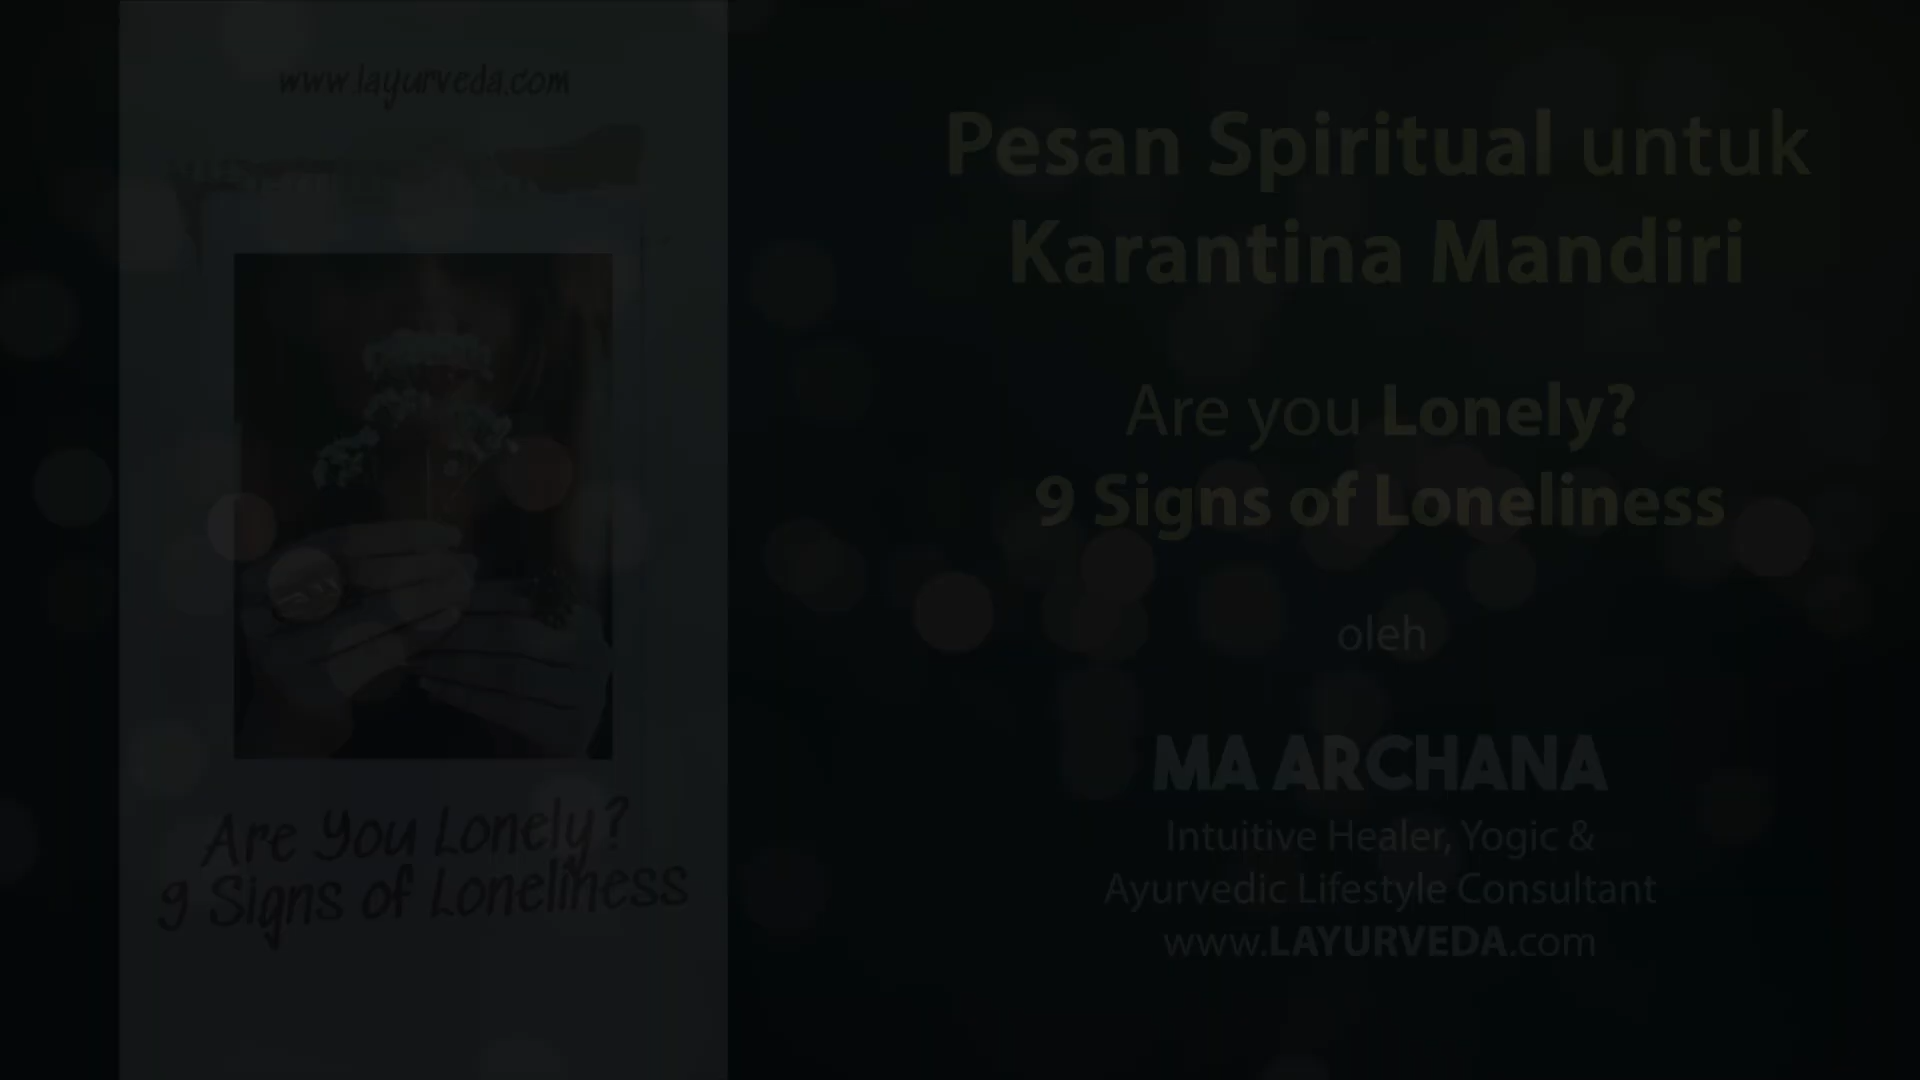 www.layurveda.com
Are You Lonely?
9 Signs of Loneliness
Pesan Spiritual untuk
Karantina Mandiri
Are you Lonely?
9 Signs of Loneliness
oleh
MA ARCHANA
Intuitive Healer, Yogic &
Ayurvedic Lifestyle Consultant
www.LAYURVEDA.com